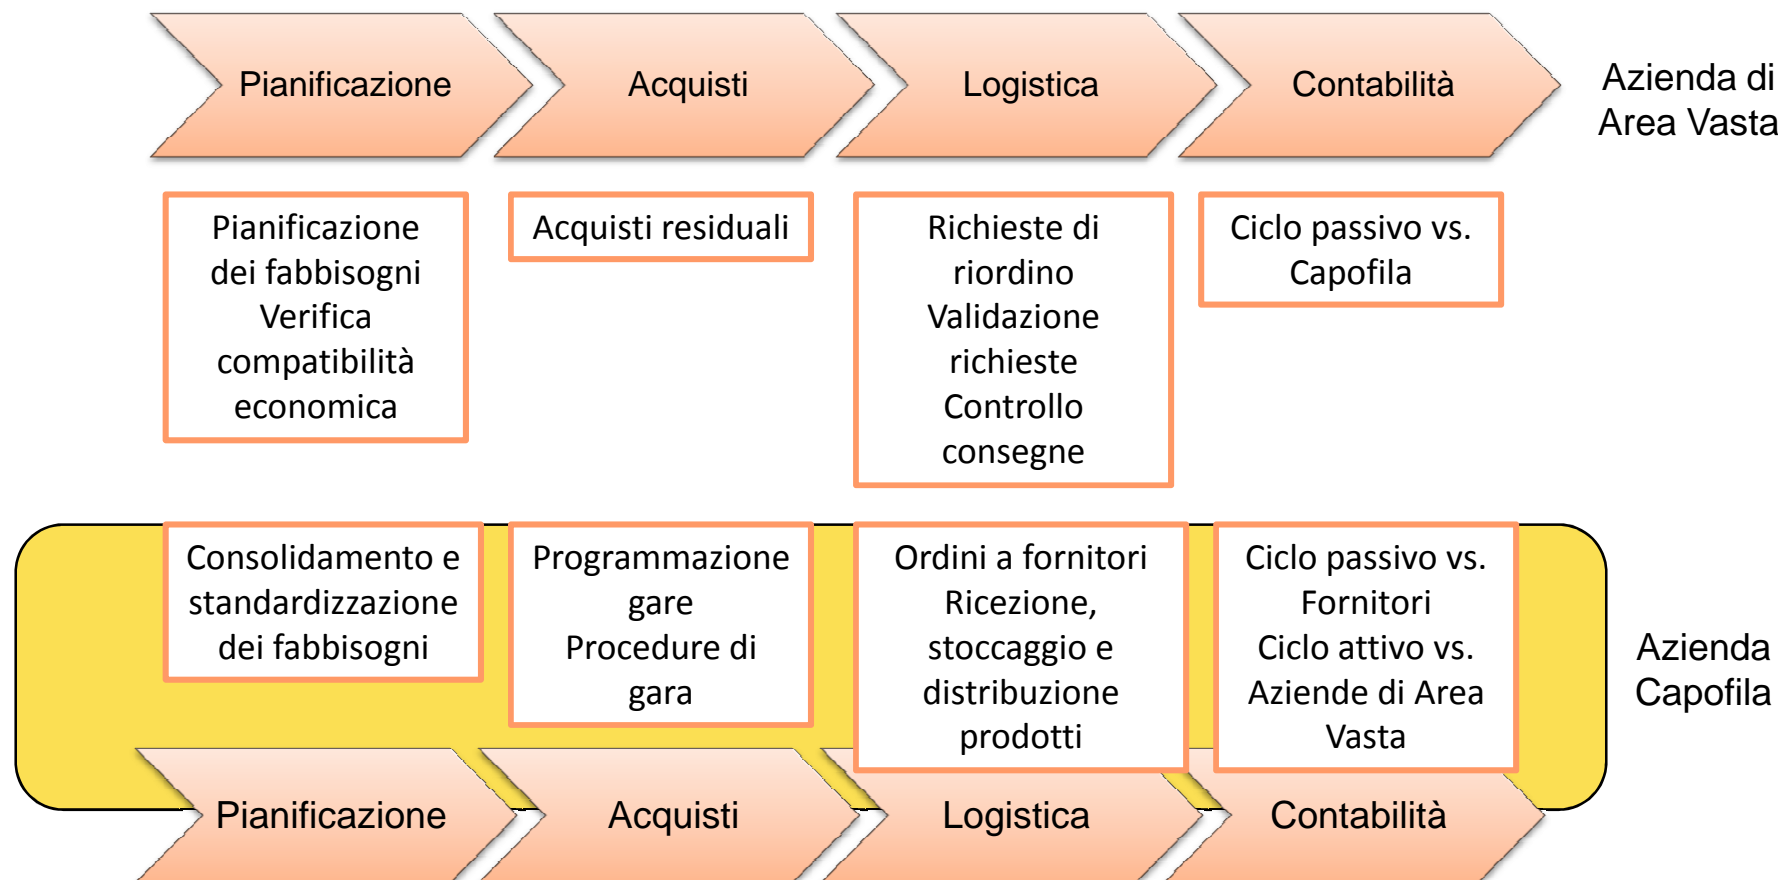 Pianificazione
Acquisti
Logistica
Contabilità
Azienda di
Area Vasta
Pianificazione
dei fabbisogni
Verifica
compatibilità
economica
Acquisti residuali
Richieste di
riordino
Validazione
richieste
Controllo
consegne
Ciclo passivo vs.
Capofila
Consolidamento e
standardizzazione
dei fabbisogni
Programmazione
gare
Procedure di
gara
Ordini a fornitori
Ricezione,
stoccaggio e
distribuzione
prodotti
Ciclo passivo vs.
Fornitori
Ciclo attivo vs.
Aziende di Area
Vasta
Azienda
Capofila
Pianificazione
Acquisti
Logistica
Contabilità